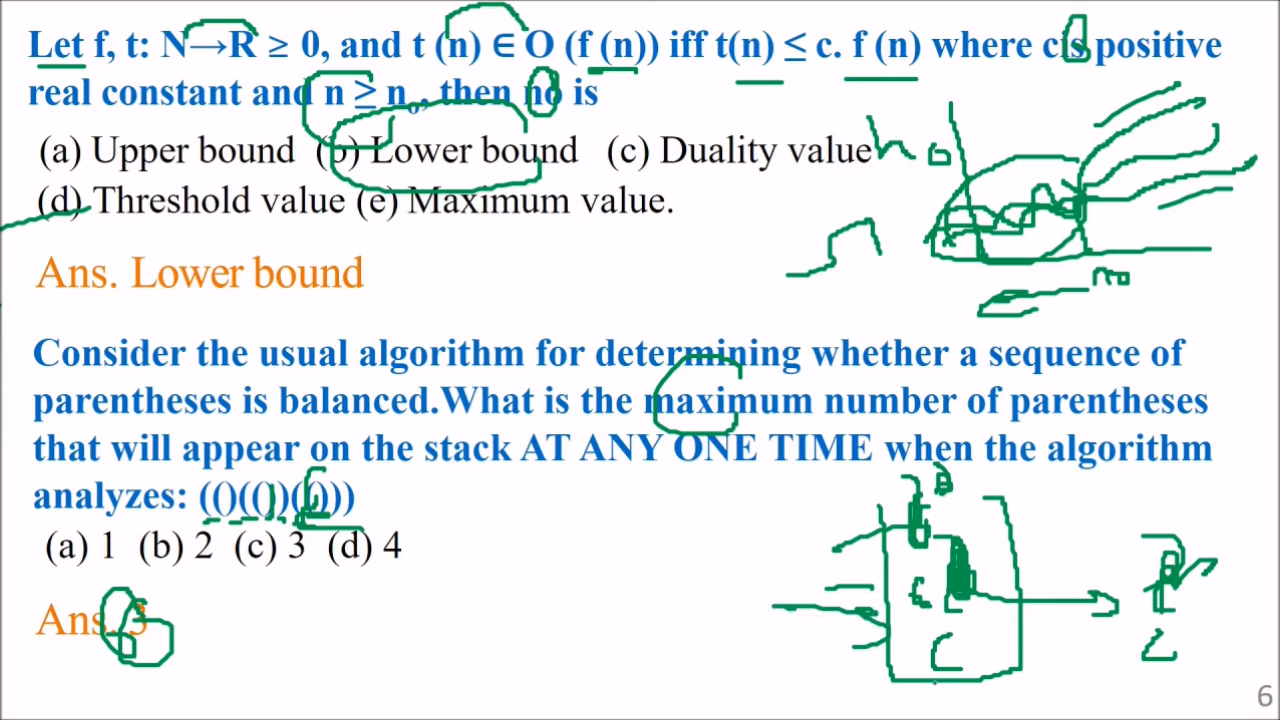 Let f, t: N→R ≥ 0, and t (n) ∈ O (f (n)) iff t(n) ≤ c. f (n) where c is positive
real constant and n ≥ n₀, then no is
(a) Upper bound (b) Lower bound (c) Duality value
(d) Threshold value (e) Maximum value.
Ans. Lower bound
Consider the usual algorithm for determining whether a sequence of
parentheses is balanced.What is the maximum number of parentheses
that will appear on the stack AT ANY ONE TIME when the algorithm
analyzes: (()(())(()))
(a) 1 (b) 2 (c) 3 (d) 4
Ans. 3
6